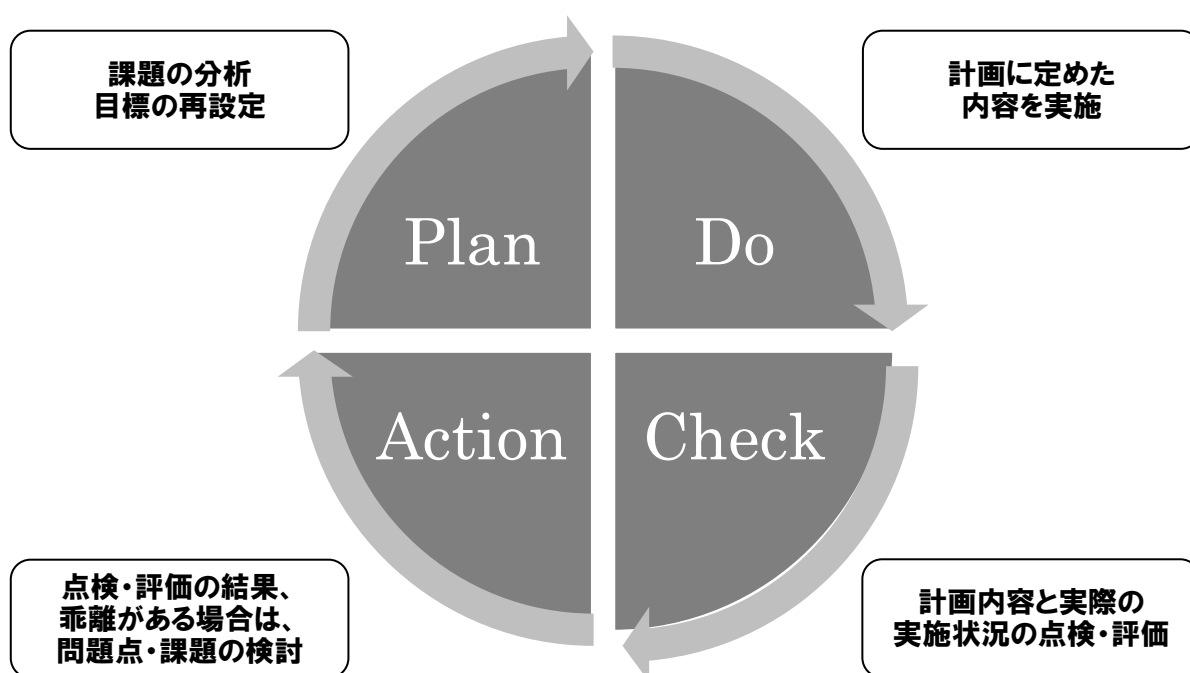 課題の分析
目標の再設定
計画に定めた
内容を実施
Plan
Do
Action
Check
点検・評価の結果、
乖離がある場合は、
問題点・課題の検討
計画内容と実際の
実施状況の点検・評価